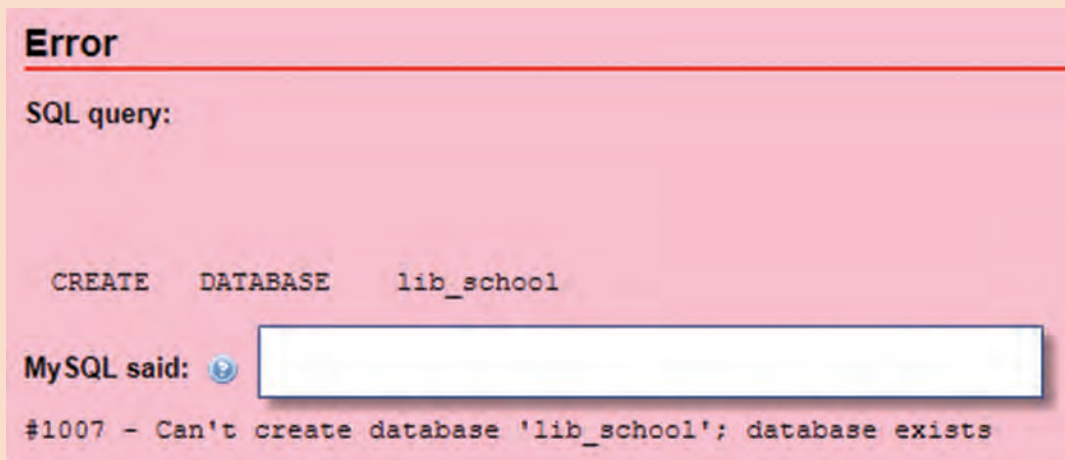 Error
SQL query:
CREATE DATABASE lib_school
MySQL said:
#1007 - Can't create database 'lib_school'; database exists